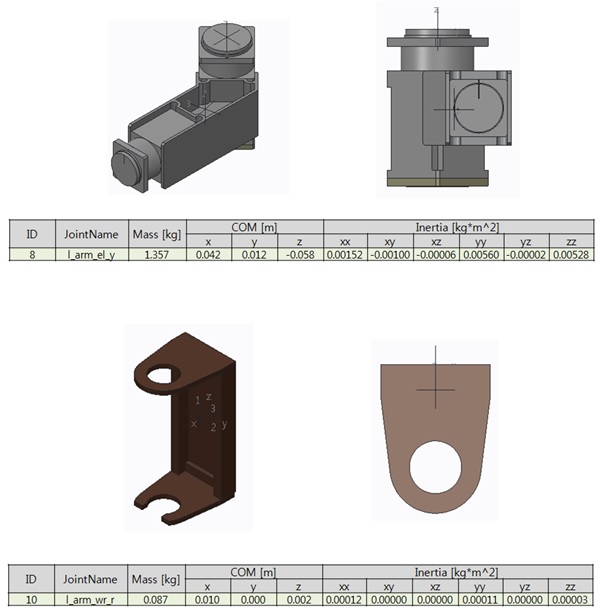 z
3
z
COM [m] Inertia [kg*m^2]
ID JointName Mass [kg] x y z xx xy xz yy yz zz
8 l_arm_el_y 1.357 0.042 0.012 -0.058 0.00152 -0.00100 -0.00006 0.00560 -0.00002 0.00528
1 z
3
x 2 y
COM [m] Inertia [kg*m^2]
ID JointName Mass [kg] x y z xx xy xz yy yz zz
10 l_arm_wr_r 0.087 0.010 0.000 0.002 0.00012 0.00000 0.00000 0.00011 0.00000 0.00003